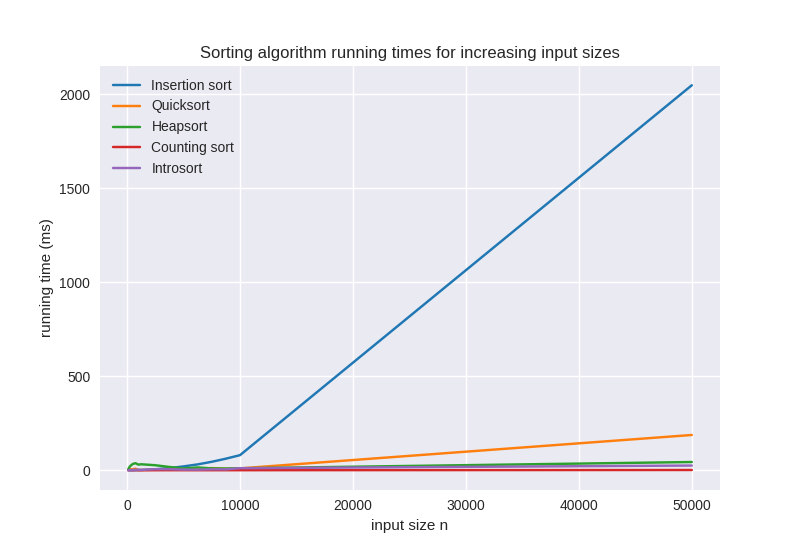 Sorting algorithm running times for increasing input sizes
Insertion sort
Quicksort
Heapsort
Counting sort
Introsort
2000
1500
1000
500
0
running time (ms)
0 10000 20000 30000 40000 50000
input size n